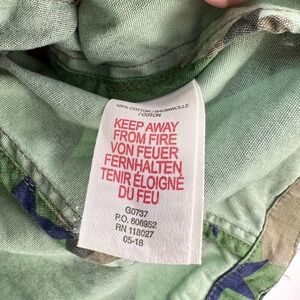 100% COTTON / BAUMWOLLE
/ COTON
KEEP AWAY
FROM FIRE
VON FEUER
FERNHALTEN
TENIR ÉLOIGNÉ
DU FEU
G0737
P.O. 606952
RN 118027
05-18